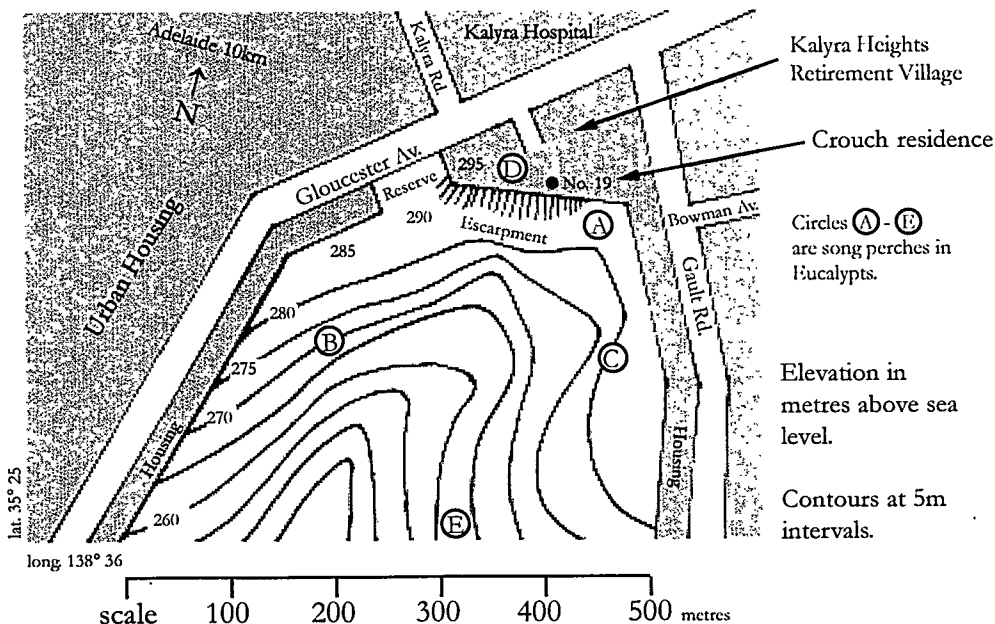 Adelaide 10km
N
Kalyra Rd.
Kalyra Hospital
Kalyra Heights
Retirement Village
Crouch residence
Gloucester Av.
Reserve
295
D
No. 19
290
Escarpment
A
Bowman Av.
Circles A - E
are song perches in
Eucalypts.
Urban Housing
285
Gault Rd.
280
B
C
275
270
Elevation in
metres above sea
level.
Housing
Housing
260
E
Contours at 5m
intervals.
lat. 35° 25
long. 138° 36
scale 100 200 300 400 500 metres